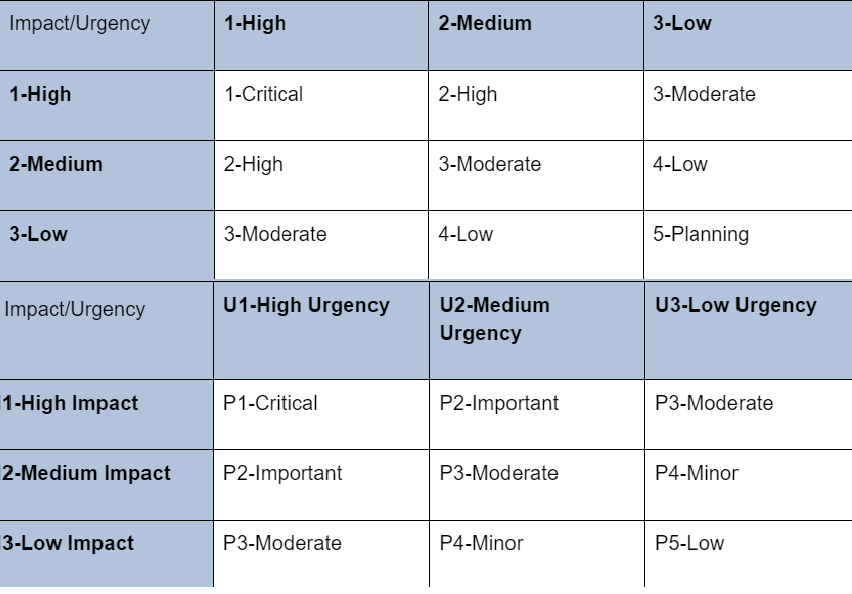 Impact/Urgency 1-High 2-Medium 3-Low
1-High 1-Critical 2-High 3-Moderate
2-Medium 2-High 3-Moderate 4-Low
3-Low 3-Moderate 4-Low 5-Planning
Impact/Urgency U1-High Urgency U2-Medium U3-Low Urgency
Urgency
I1-High Impact P1-Critical P2-Important P3-Moderate
I2-Medium Impact P2-Important P3-Moderate P4-Minor
I3-Low Impact P3-Moderate P4-Minor P5-Low